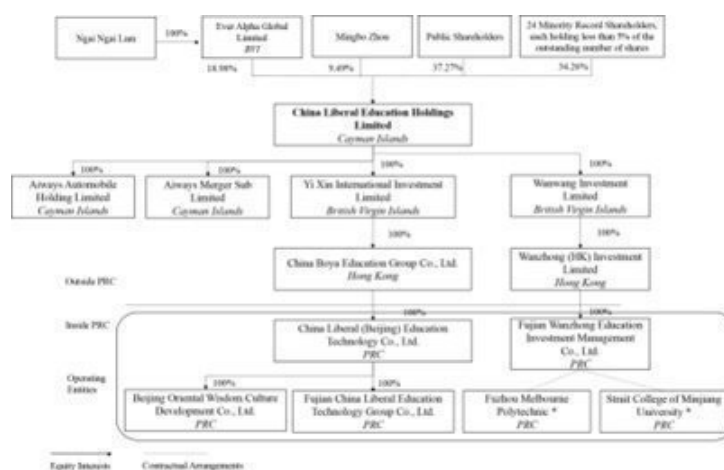 Ngai Ngai Lam
100%
Ever Alpha Global
Limited
BVI
Mingbo Zhou
Public Shareholders
24 Minority Record Shareholders,
each holding less than 5% of the
outstanding number of shares
18.98%
9.49%
37.27%
34.26%
China Liberal Education Holdings
Limited
Cayman Islands
100%
100%
100%
100%
Aiways Automobile
Holding Limited
Cayman Islands
Aiways Merger Sub
Limited
Cayman Islands
Yi Xin International Investment
Limited
British Virgin Islands
Wanwang Investment
Limited
British Virgin Islands
100%
100%
China Boya Education Group Co., Ltd.
Hong Kong
Wanzhong (HK) Investment
Limited
Hong Kong
Outside PRC
Inside PRC
100%
100%
China Liberal (Beijing) Education
Technology Co., Ltd.
PRC
Fujian Wanzhong Education
Investment Management
Co., Ltd.
PRC
Operating
Entities
100%
100%
Beijing Oriental Wisdom Culture
Development Co., Ltd.
PRC
Fujian China Liberal Education
Technology Group Co., Ltd.
PRC
Fuzhou Melbourne
Polytechnic *
PRC
Strait College of Minjiang
University *
PRC
Equity Interests
Contractual Arrangements